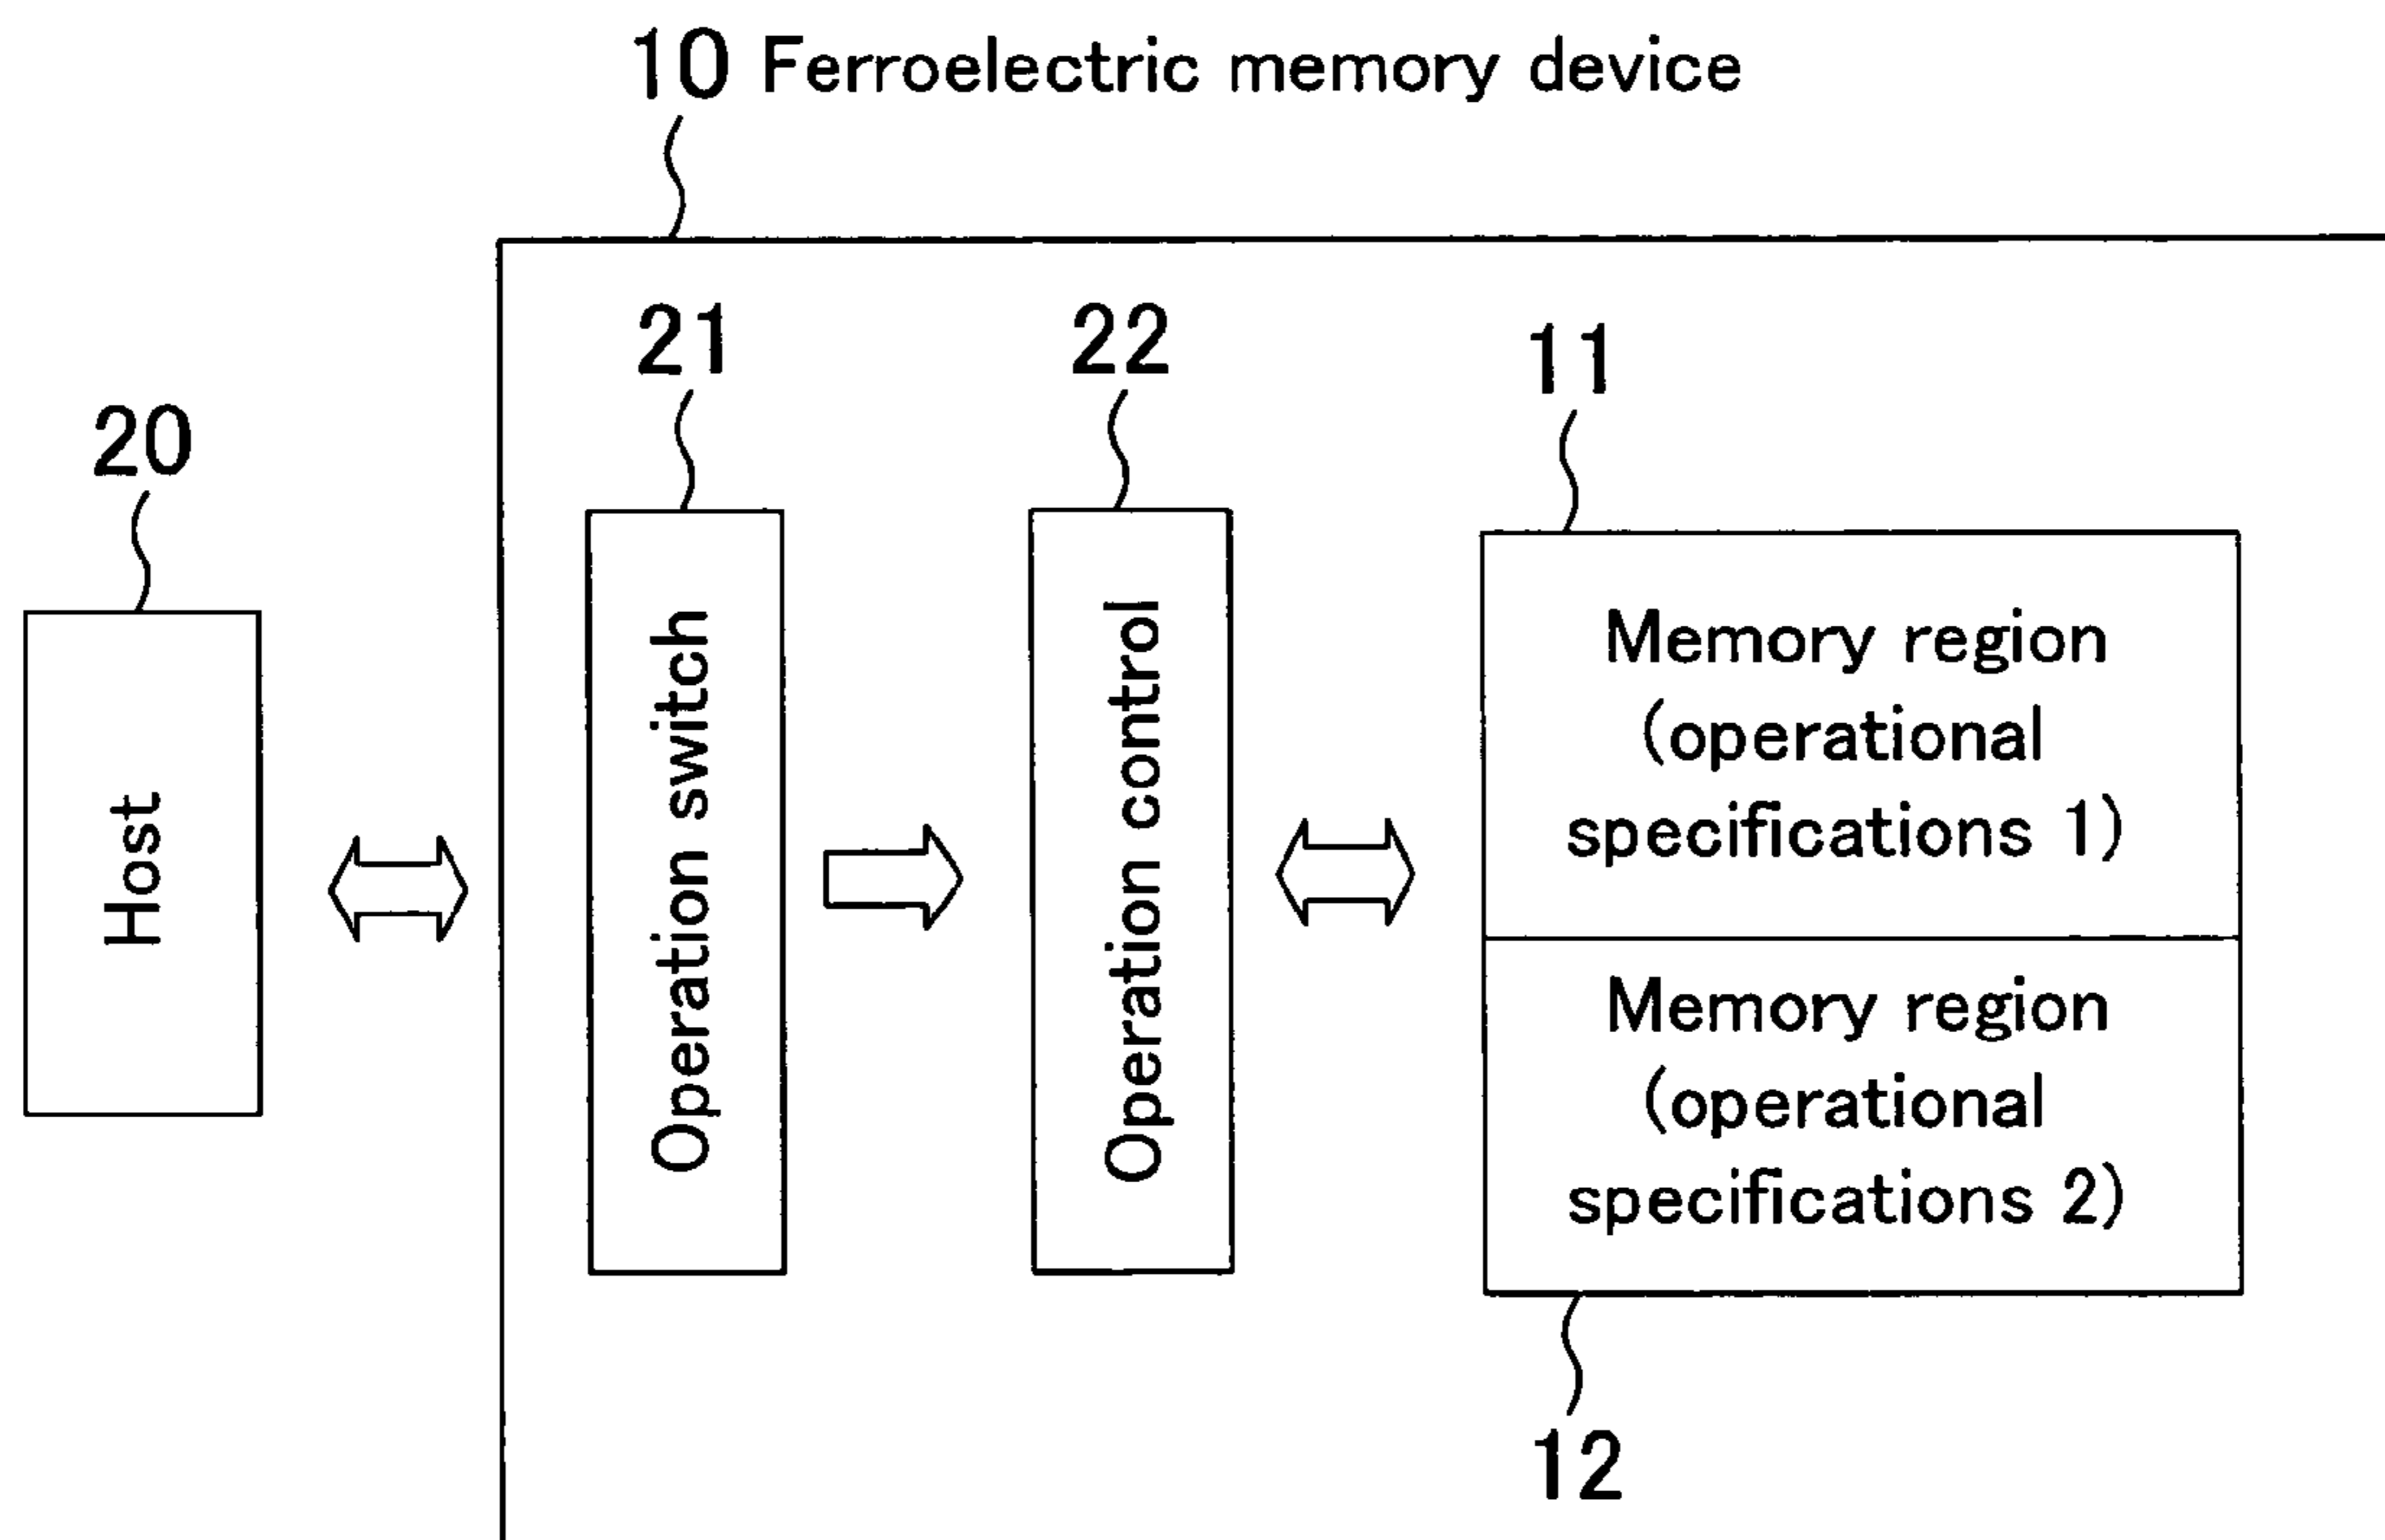 10 Ferroelectric memory device
21
22
11
20
Host
Operation switch
Operation control
Memory region
(operational
specifications 1)
Memory region
(operational
specifications 2)
12